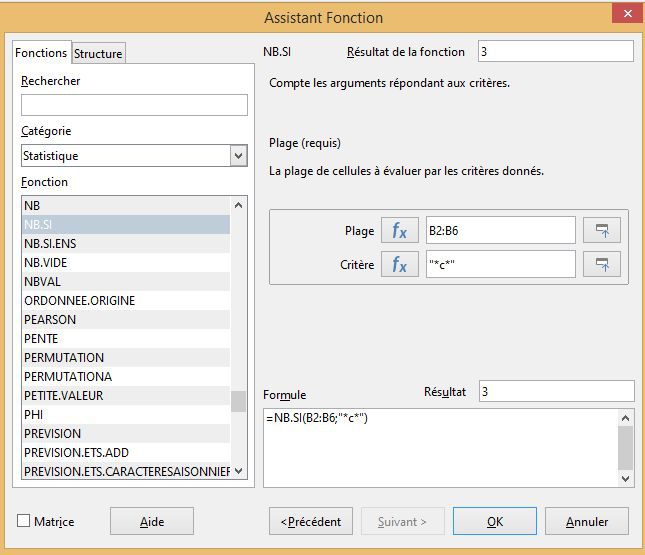 Assistant Fonction
Fonctions Structure
Rechercher
Catégorie
Statistique
Fonction
NB
NB.SI
NB.SI.ENS
NB.VIDE
NBVAL
ORDONNEE.ORIGINE
PEARSON
PENTE
PERMUTATION
PERMUTATIONA
PETITE.VALEUR
PHI
PREVISION
PREVISION.ETS.ADD
PREVISION.ETS.CARACTERESAISONNIER
NB.SI Résultat de la fonction 3
Compte les arguments répondant aux critères.
Plage (requis)
La plage de cellules à évaluer par les critères donnés.
Plage fx B2:B6
Critère fx "*c*"
Formule Résultat 3
=NB.SI(B2:B6;"*c*")
Matrice Aide <Précédent Suivant > OK Annuler